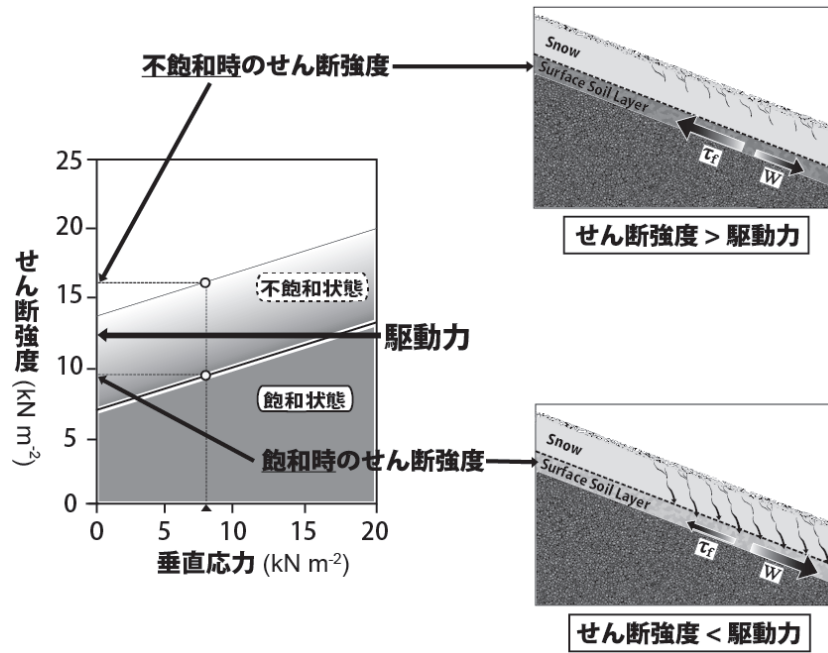 不飽和時のせん断強度
Snow
Surface Soil Layer
τf
W
せん断強度 > 駆動力
25
20
15
10
5
0
せん断強度 (kN m-2)
不飽和状態
駆動力
飽和状態
飽和時のせん断強度
0
5
10
15
20
垂直応力 (kN m-2)
Snow
Surface Soil Layer
τf
W
せん断強度 < 駆動力